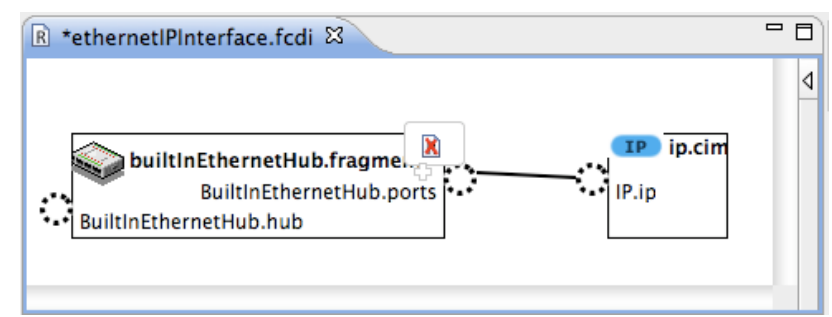 R *ethernetIPInterface.fcdi
builtInEthernetHub.fragme
IP ip.cim
BuiltInEthernetHub.ports
IP.ip
BuiltInEthernetHub.hub